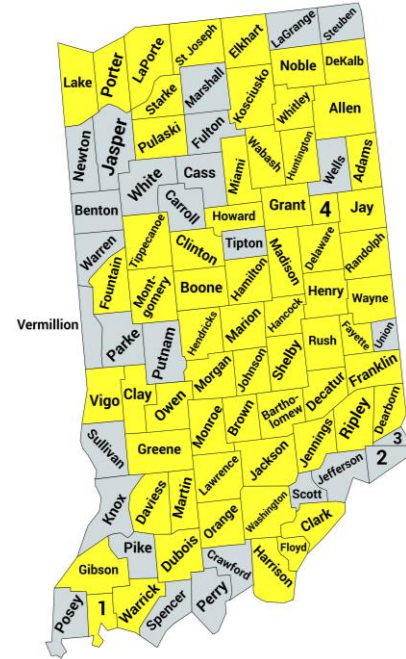 LaGrange
Steuben
St Joseph
Elkhart
LaPorte
Porter
Lake
Noble
DeKalb
Marshall
Starke
Kosciusko
Whitley
Allen
Newton
Jasper
Pulaski
Fulton
Wabash
Huntington
Miami
Wells
Adams
White
Cass
Carroll
Benton
Howard
Grant
4
Jay
Warren
Tippecanoe
Clinton
Tipton
Madison
Delaware
Randolph
Fountain
Mont-
gomery
Boone
Hamilton
Henry
Wayne
Vermillion
Parke
Putnam
Hendricks
Marion
Hancock
Rush
Fayette
Union
Shelby
Vigo
Clay
Owen
Morgan
Johnson
Decatur
Franklin
Monroe
Brown
Bartho-
lomew
Sullivan
Greene
Jennings
Ripley
Dearborn
3
2
Lawrence
Jackson
Jefferson
Knox
Daviess
Martin
Orange
Washington
Scott
Clark
Pike
Dubois
Crawford
Floyd
Harrison
Gibson
Posey
1
Warrick
Spencer
Perry